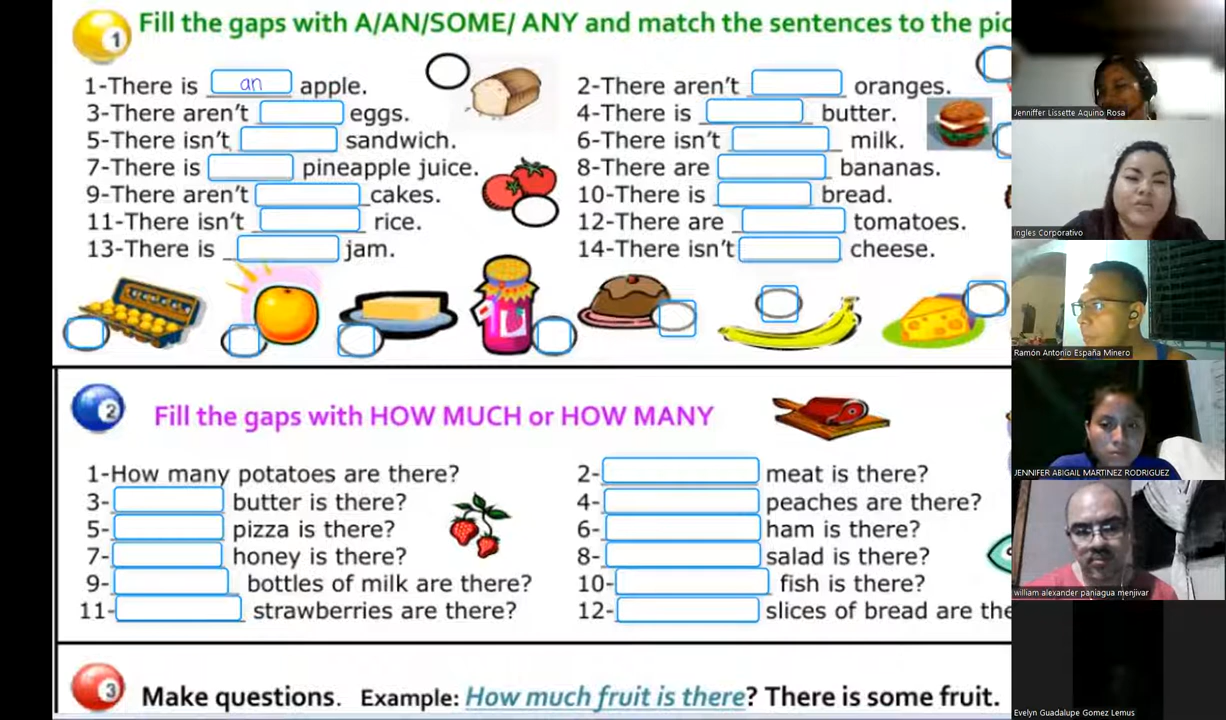 1 Fill the gaps with A/AN/SOME/ ANY and match the sentences to the pic
1-There is an apple.
2-There aren't oranges.
3-There aren't eggs.
4-There is butter.
5-There isn't sandwich.
6-There isn't milk.
7-There is pineapple juice.
8-There are bananas.
9-There aren't cakes.
10-There is bread.
11-There isn't rice.
12-There are tomatoes.
13-There is jam.
14-There isn't cheese.
2 Fill the gaps with HOW MUCH or HOW MANY
1-How many potatoes are there?
2- meat is there?
3- butter is there?
4- peaches are there?
5- pizza is there?
6- ham is there?
7- honey is there?
8- salad is there?
9- bottles of milk are there?
10- fish is there?
11- strawberries are there?
12- slices of bread are the
3 Make questions. Example: How much fruit is there? There is some fruit.
Jenniffer Lissette Aquino Rosa
Ingles Corporativo
Ramón Antonio España Minero
JENNIFER ABIGAIL MARTINEZ RODRIGUEZ
william alexander paniagua menjivar
Evelyn Guadalupe Gomez Lemus